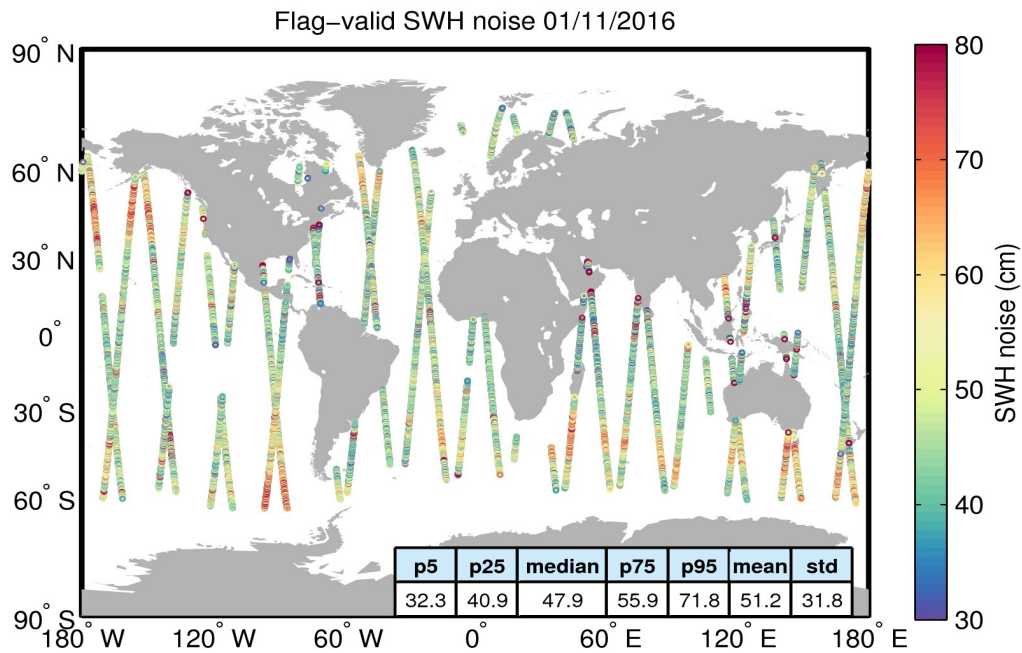 Flag−valid SWH noise 01/11/2016
90° N
60° N
30° N
0°
30° S
60° S
90° S
180° W
120° W
60° W
0°
60° E
120° E
180° E
p5 p25 median p75 p95 mean std
32.3 40.9 47.9 55.9 71.8 51.2 31.8
80
70
60
50
40
30
SWH noise (cm)